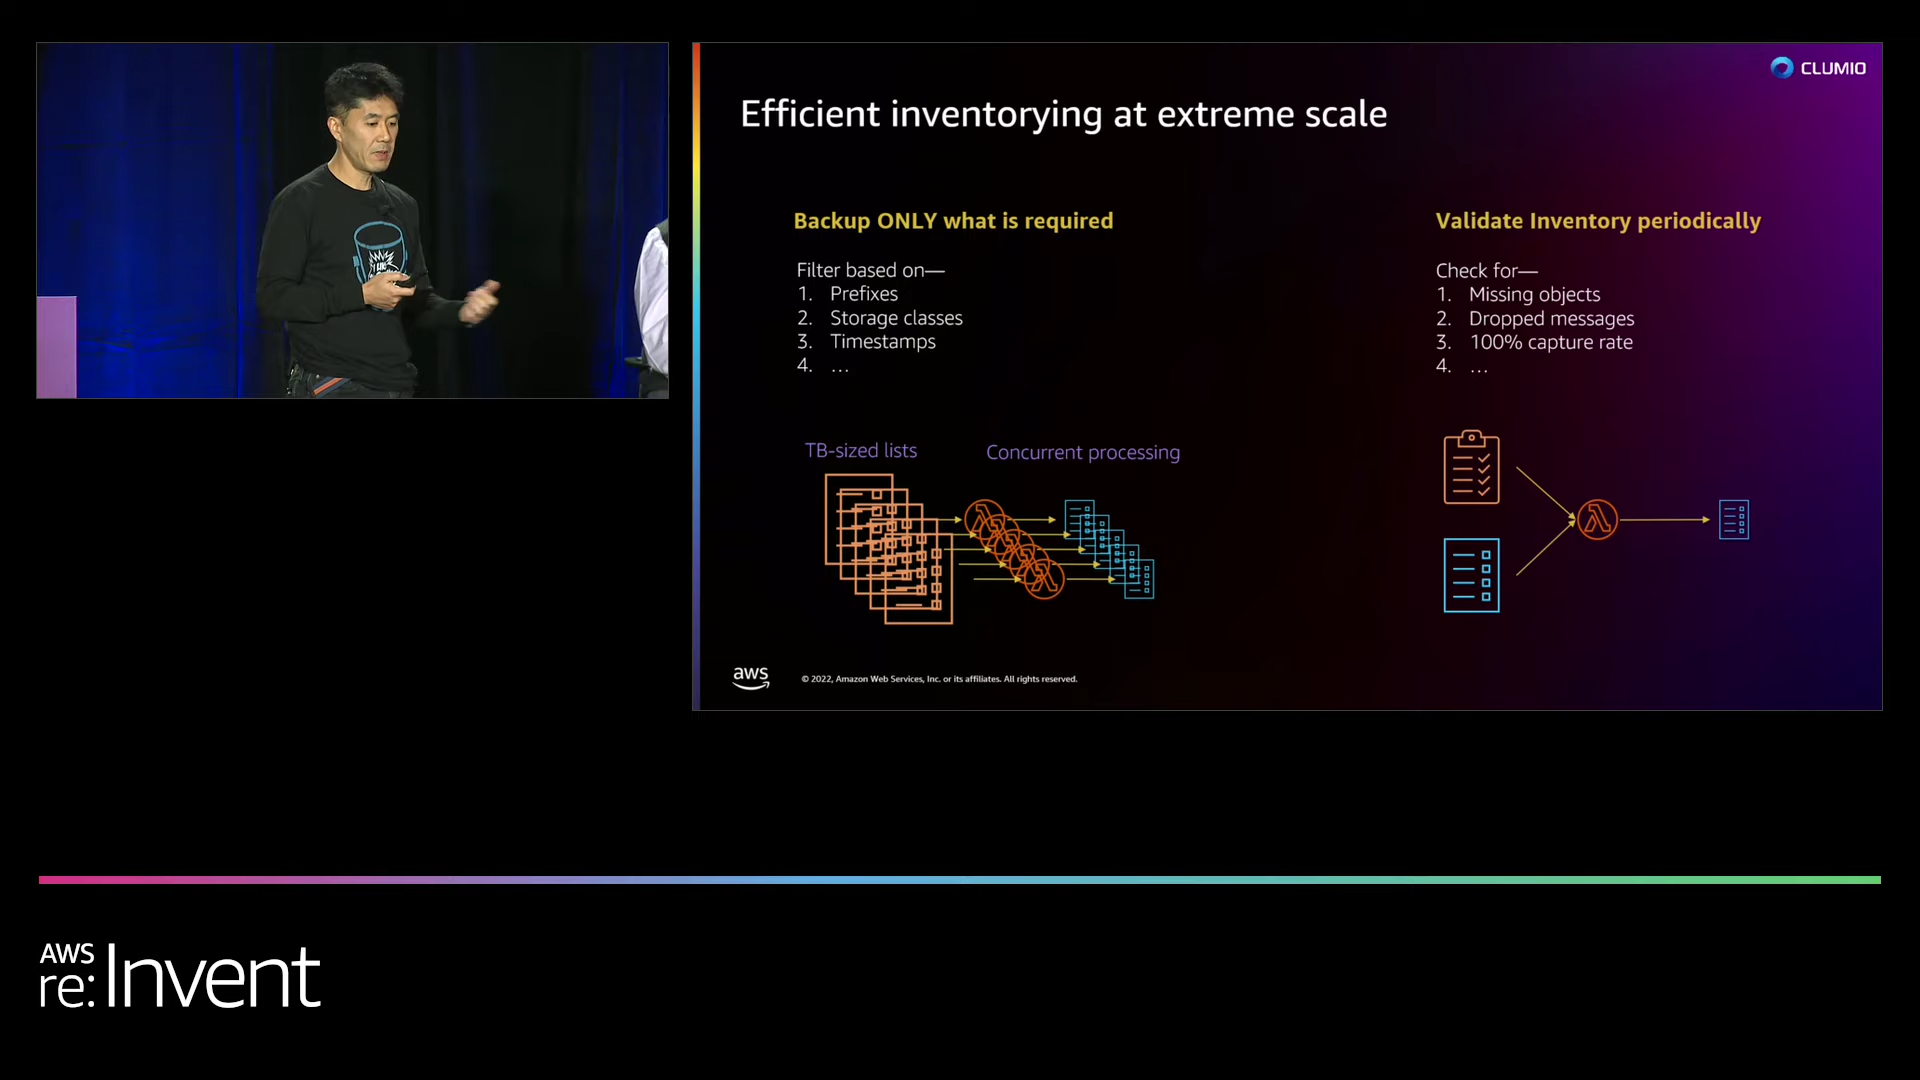 CLUMIO
Efficient inventorying at extreme scale
Backup ONLY what is required
Filter based on—
1. Prefixes
2. Storage classes
3. Timestamps
4. ...
Validate Inventory periodically
Check for—
1. Missing objects
2. Dropped messages
3. 100% capture rate
4. ...
TB-sized lists
Concurrent processing
aws
© 2022, Amazon Web Services, Inc. or its affiliates. All rights reserved.
AWS
re:Invent